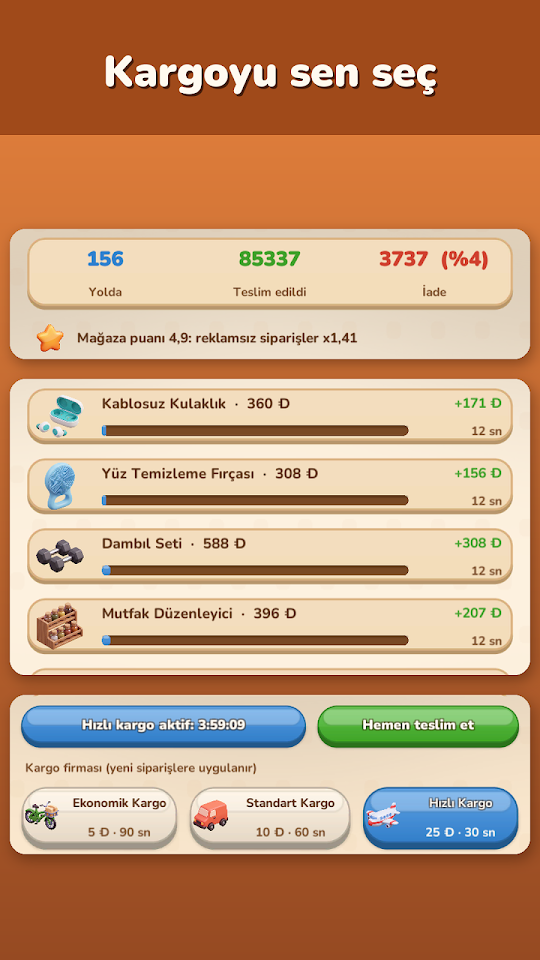 Kargoyu sen seç
156 85337 3737 (%4)
Yolda Teslim edildi İade
Mağaza puanı 4,9: reklamsız siparişler x1,41
Kablosuz Kulaklık · 360 Đ +171 Đ
12 sn
Yüz Temizleme Fırçası · 308 Đ +156 Đ
12 sn
Dambıl Seti · 588 Đ +308 Đ
12 sn
Mutfak Düzenleyici · 396 Đ +207 Đ
12 sn
Hızlı kargo aktif: 3:59:09 Hemen teslim et
Kargo firması (yeni siparişlere uygulanır)
Ekonomik Kargo Standart Kargo Hızlı Kargo
5 Đ · 90 sn 10 Đ · 60 sn 25 Đ · 30 sn